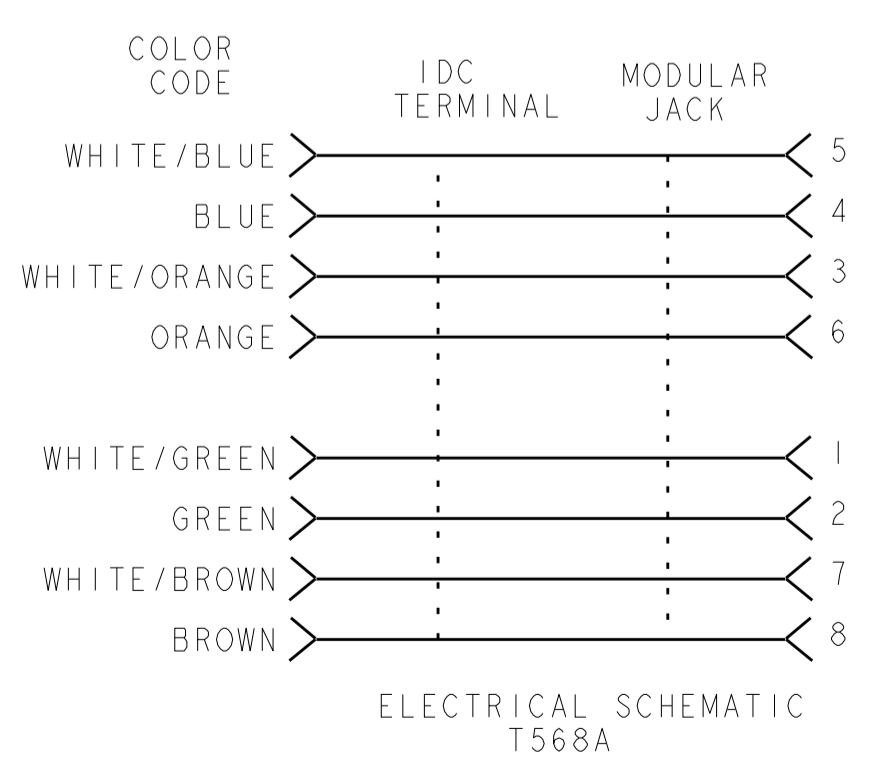 COLOR
CODE
IDC
TERMINAL
MODULAR
JACK
WHITE/BLUE 5
BLUE 4
WHITE/ORANGE 3
ORANGE 6
WHITE/GREEN 1
GREEN 2
WHITE/BROWN 7
BROWN 8
ELECTRICAL SCHEMATIC
T568A